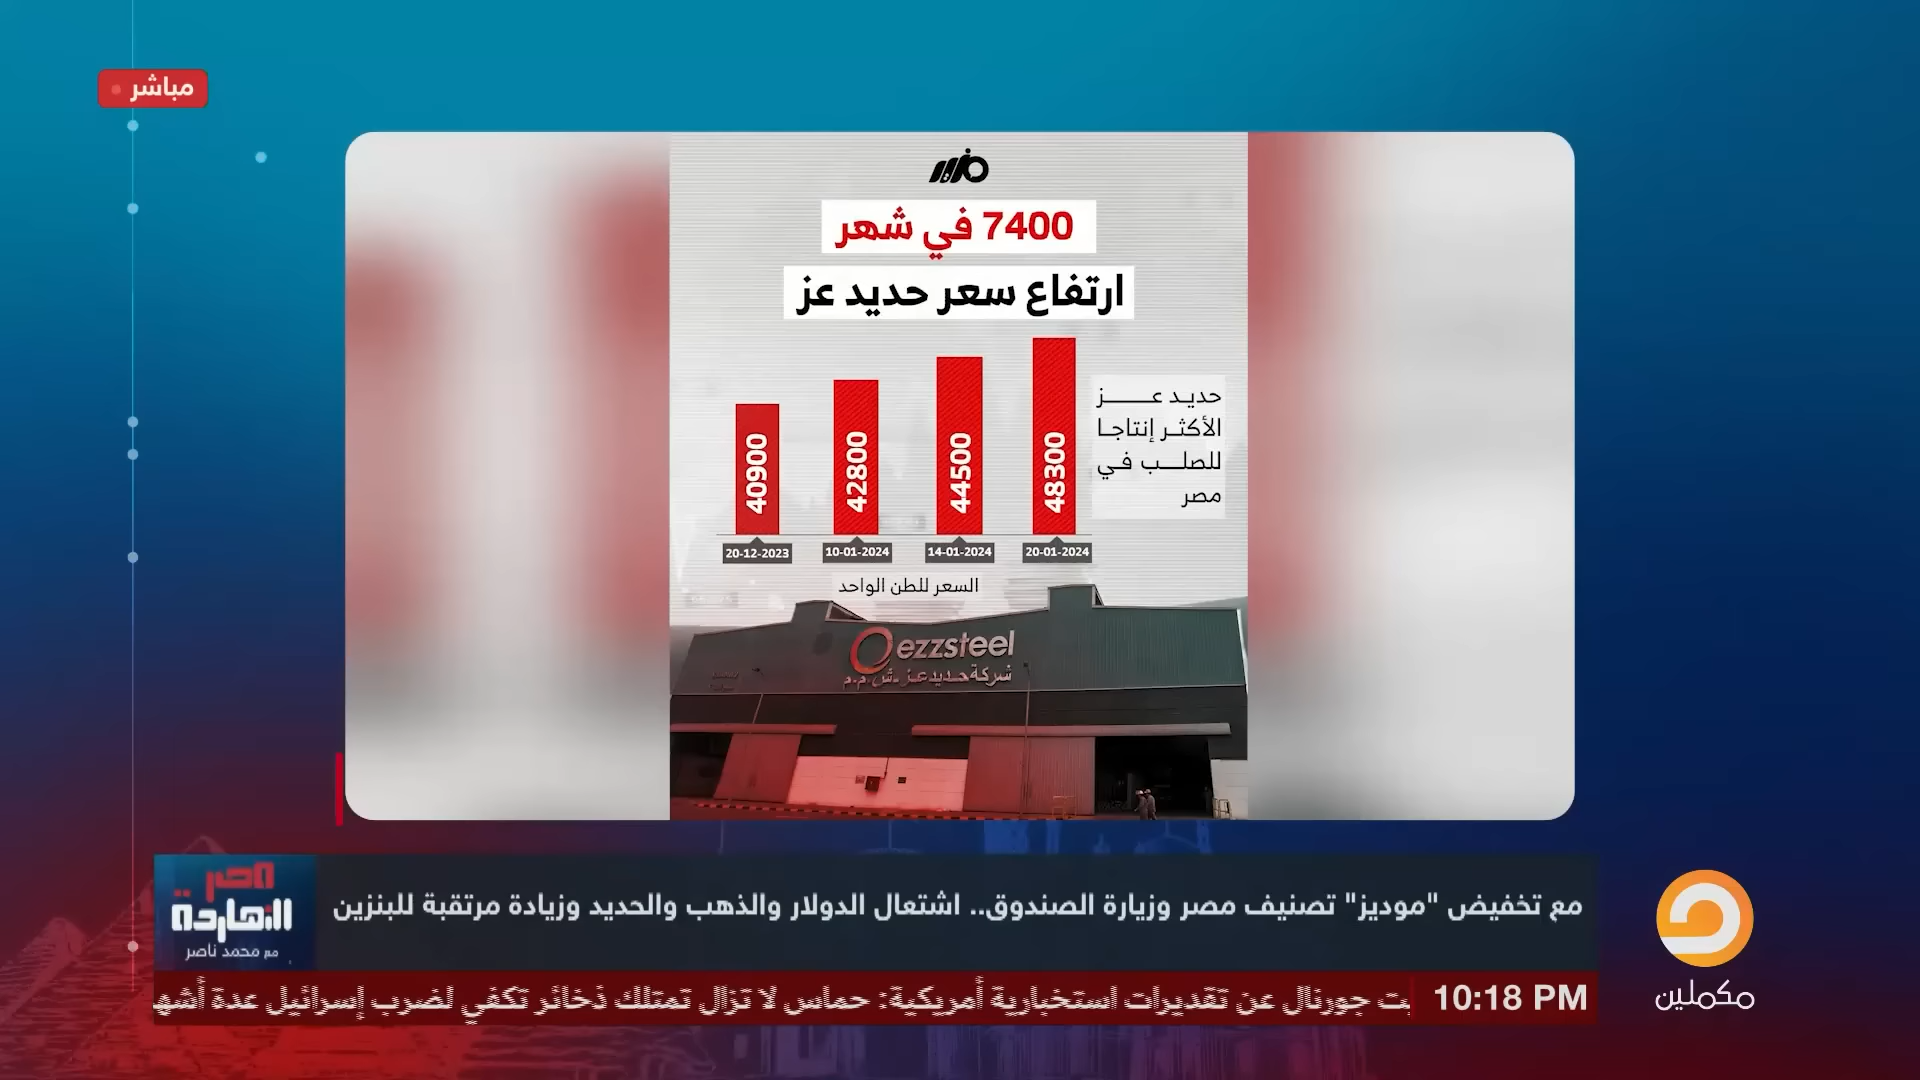 مباشر
مزيد
7400 في شهر
ارتفاع سعر حديد عز
حديد عز
الأكثر إنتاجا
للصلب في
مصر
40900
42800
44500
48300
20-12-2023
10-01-2024
14-01-2024
20-01-2024
السعر للطن الواحد
ezzsteel
شركة حديد عز ـ ش.م.م
مع تخفيض "موديز" تصنيف مصر وزيارة الصندوق.. اشتعال الدولار والذهب والحديد وزيادة مرتقبة للبنزين
مصر
النهاردة
مع محمد ناصر
جورنال عن تقديرات استخبارية أمريكية: حماس لا تزال تمتلك ذخائر تكفي لضرب إسرائيل عدة
10:18 PM
مكملين